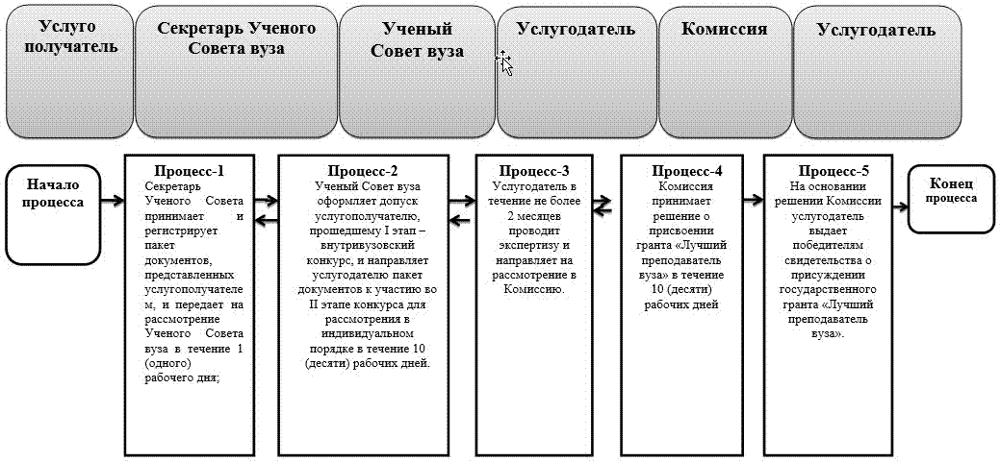 Услуго
получатель
Секретарь Ученого
Совета вуза
Ученый
Совет вуза
Услугодатель
Комиссия
Услугодатель
Начало
процесса
Процесс-1
Секретарь
Ученого Совета
принимает и
регистрирует
пакет
документов,
представленных
услугополучателе
м, и передает на
рассмотрение
Ученого Совета
вуза в течение 1
(одного)
рабочего дня;
Процесс-2
Ученый Совет вуза
оформляет допуск
услугополучателю,
прошедшему I этап –
внутривузовский
конкурс, и направляет
услугодателю пакет
документов к участию во
II этапе конкурса для
рассмотрения в
индивидуальном
порядке в течение 10
(десяти) рабочих дней.
Процесс-3
Услугодатель в
течение не более
2 месяцев
проводит
экспертизу и
направляет на
рассмотрение в
Комиссию.
Процесс-4
Комиссия
принимает
решение о
присвоении
гранта «Лучший
преподаватель
вуза» в течение
10 (десяти)
рабочих дней
Процесс-5
На основании
решении Комиссии
услугодатель
выдает
победителям
свидетельства о
присуждении
государственного
гранта «Лучший
преподаватель
вуза».
Конец
процесса